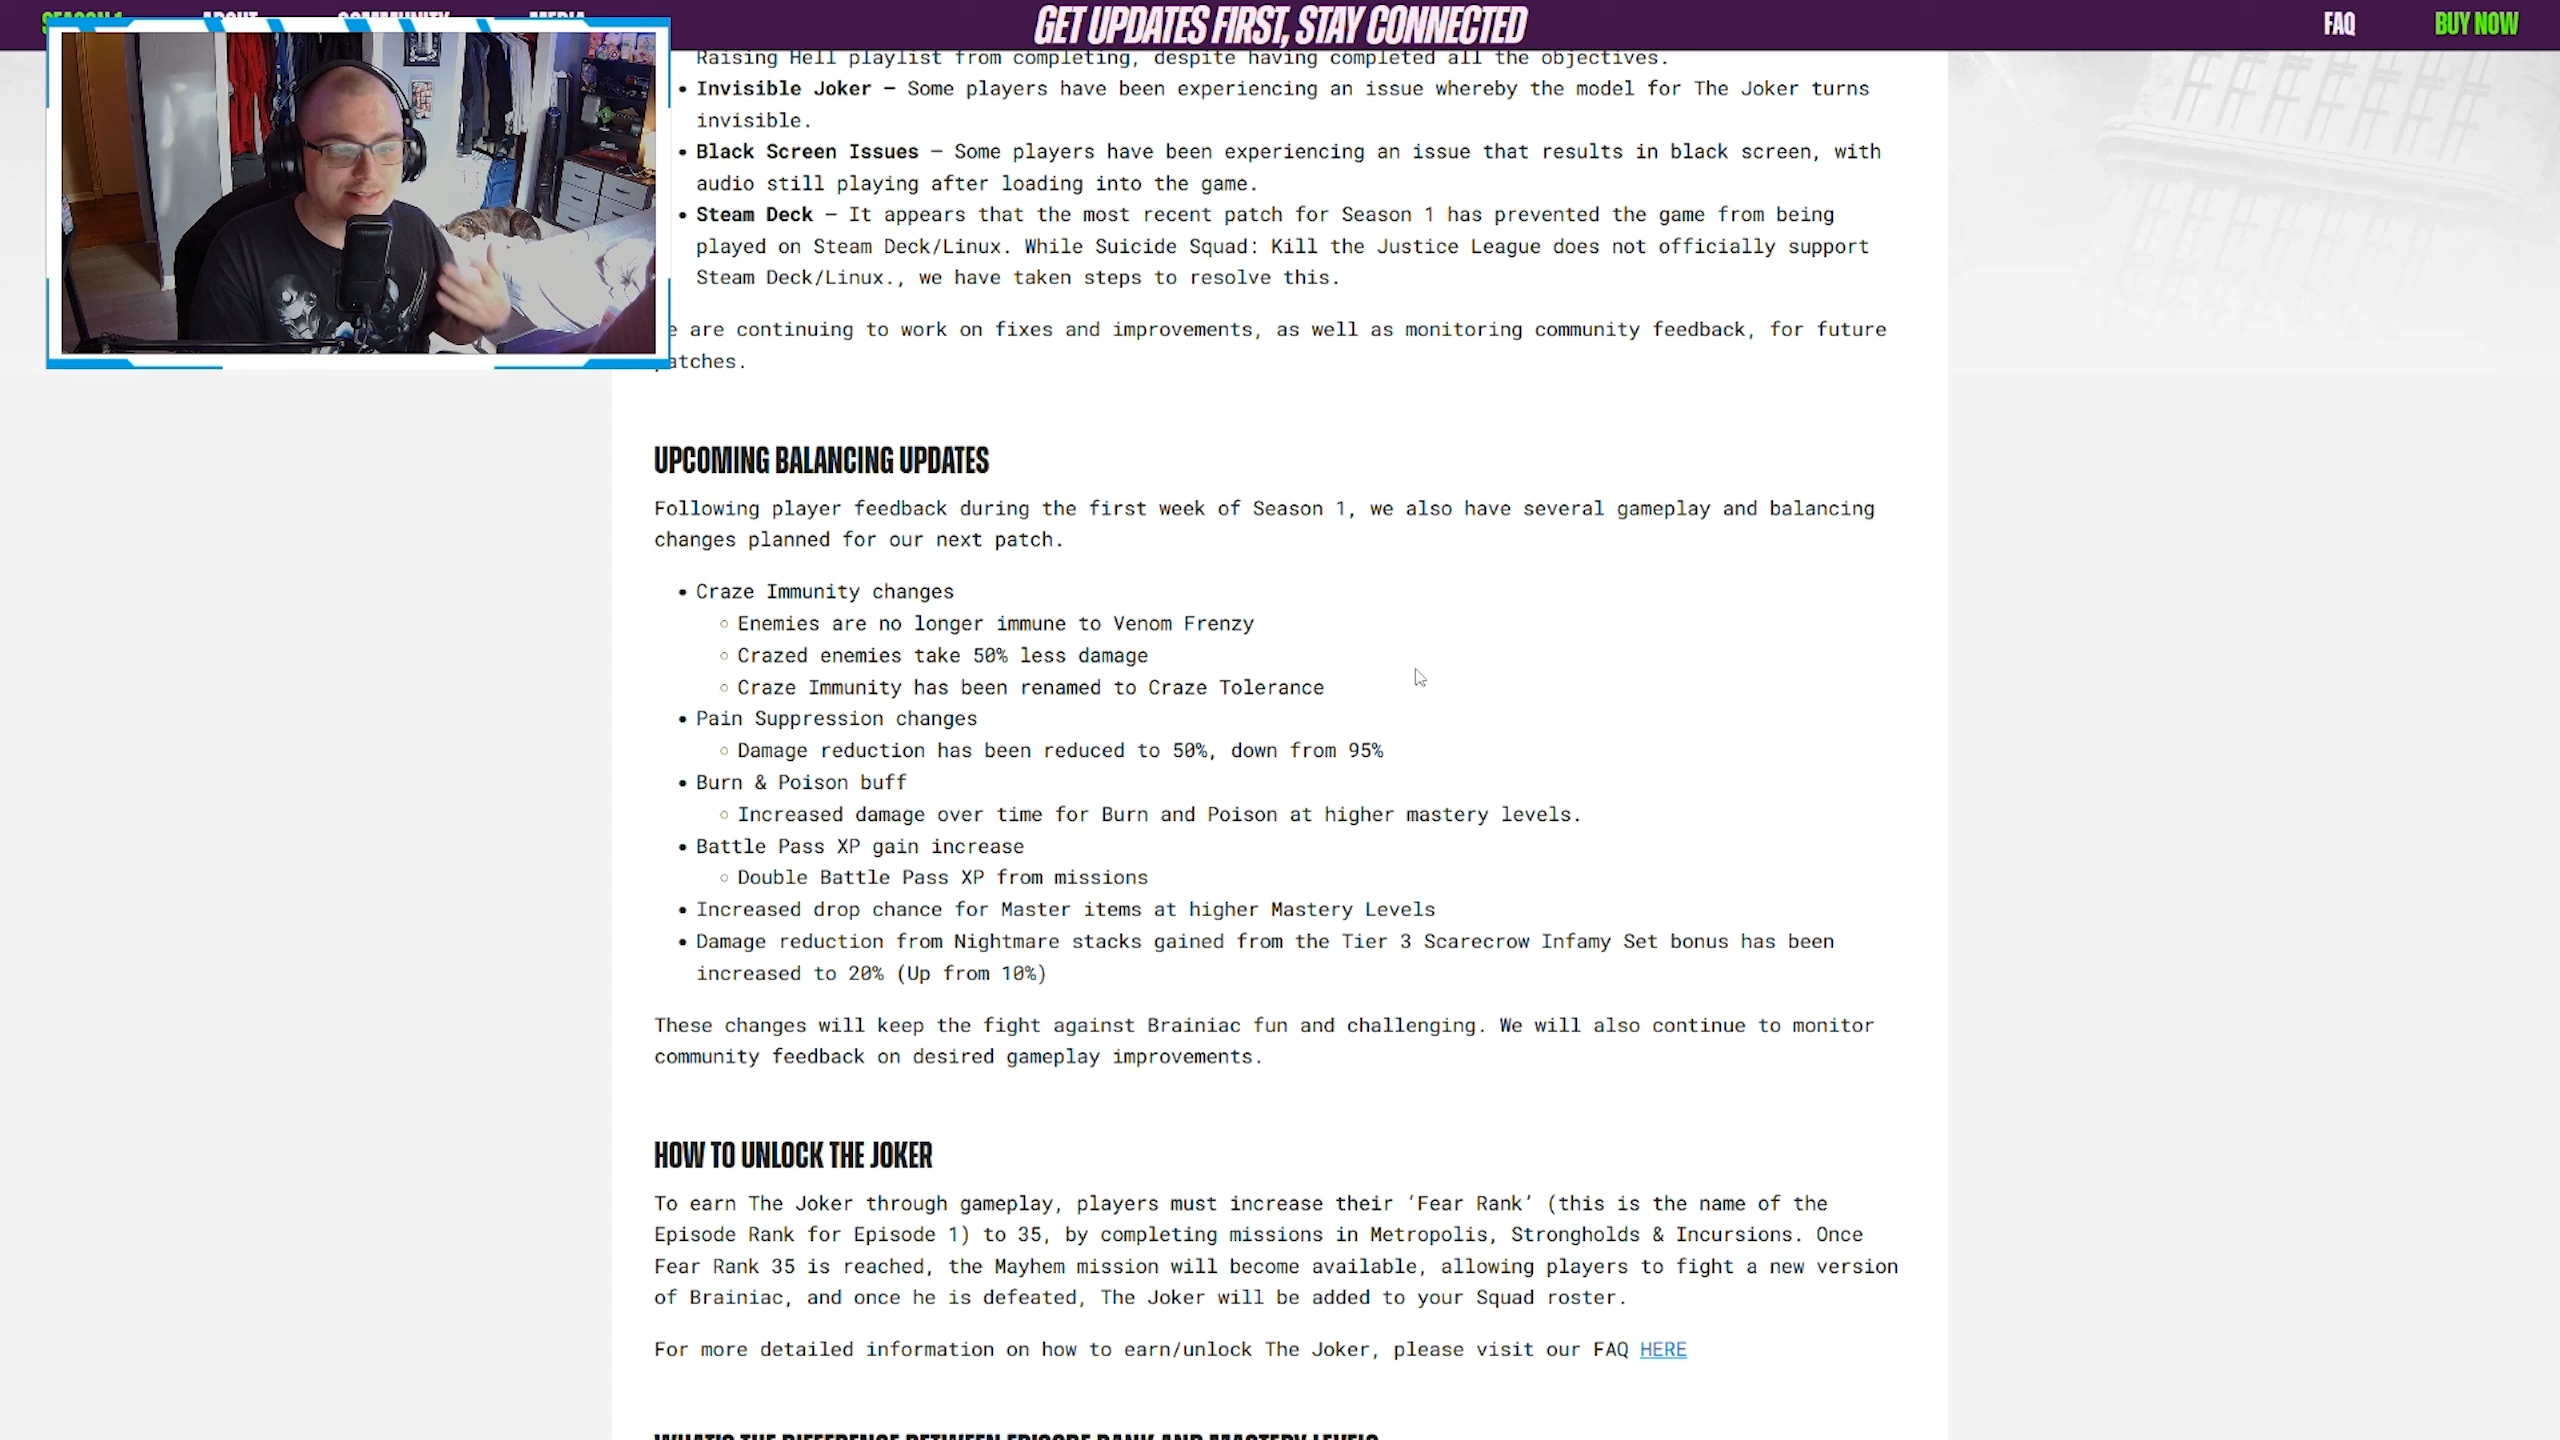 GET UPDATES FIRST, STAY CONNECTED
FAQ
BUY NOW
Raising Hell playlist from completing, despite having completed all the objectives.
• Invisible Joker – Some players have been experiencing an issue whereby the model for The Joker turns
invisible.
• Black Screen Issues – Some players have been experiencing an issue that results in black screen, with
audio still playing after loading into the game.
• Steam Deck – It appears that the most recent patch for Season 1 has prevented the game from being
played on Steam Deck/Linux. While Suicide Squad: Kill the Justice League does not officially support
Steam Deck/Linux., we have taken steps to resolve this.
are continuing to work on fixes and improvements, as well as monitoring community feedback, for future
atches.
UPCOMING BALANCING UPDATES
Following player feedback during the first week of Season 1, we also have several gameplay and balancing
changes planned for our next patch.
• Craze Immunity changes
○ Enemies are no longer immune to Venom Frenzy
○ Crazed enemies take 50% less damage
○ Craze Immunity has been renamed to Craze Tolerance
• Pain Suppression changes
○ Damage reduction has been reduced to 50%, down from 95%
• Burn & Poison buff
○ Increased damage over time for Burn and Poison at higher mastery levels.
• Battle Pass XP gain increase
○ Double Battle Pass XP from missions
• Increased drop chance for Master items at higher Mastery Levels
• Damage reduction from Nightmare stacks gained from the Tier 3 Scarecrow Infamy Set bonus has been
increased to 20% (Up from 10%)
These changes will keep the fight against Brainiac fun and challenging. We will also continue to monitor
community feedback on desired gameplay improvements.
HOW TO UNLOCK THE JOKER
To earn The Joker through gameplay, players must increase their ‘Fear Rank’ (this is the name of the
Episode Rank for Episode 1) to 35, by completing missions in Metropolis, Strongholds & Incursions. Once
Fear Rank 35 is reached, the Mayhem mission will become available, allowing players to fight a new version
of Brainiac, and once he is defeated, The Joker will be added to your Squad roster.
For more detailed information on how to earn/unlock The Joker, please visit our FAQ HERE
WHAT'S THE DIFFERENCE BETWEEN EPISODE RANK AND MASTERY LEVELS